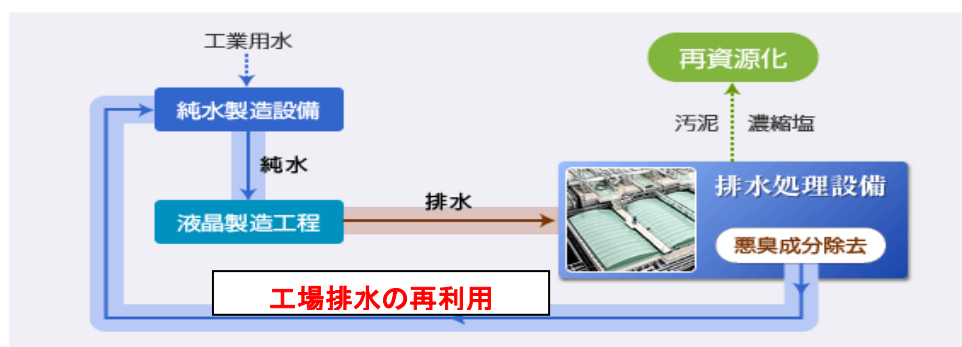 工業用水
純水製造設備
純水
液晶製造工程
排水
再資源化
汚泥
濃縮塩
排水処理設備
悪臭成分除去
工場排水の再利用